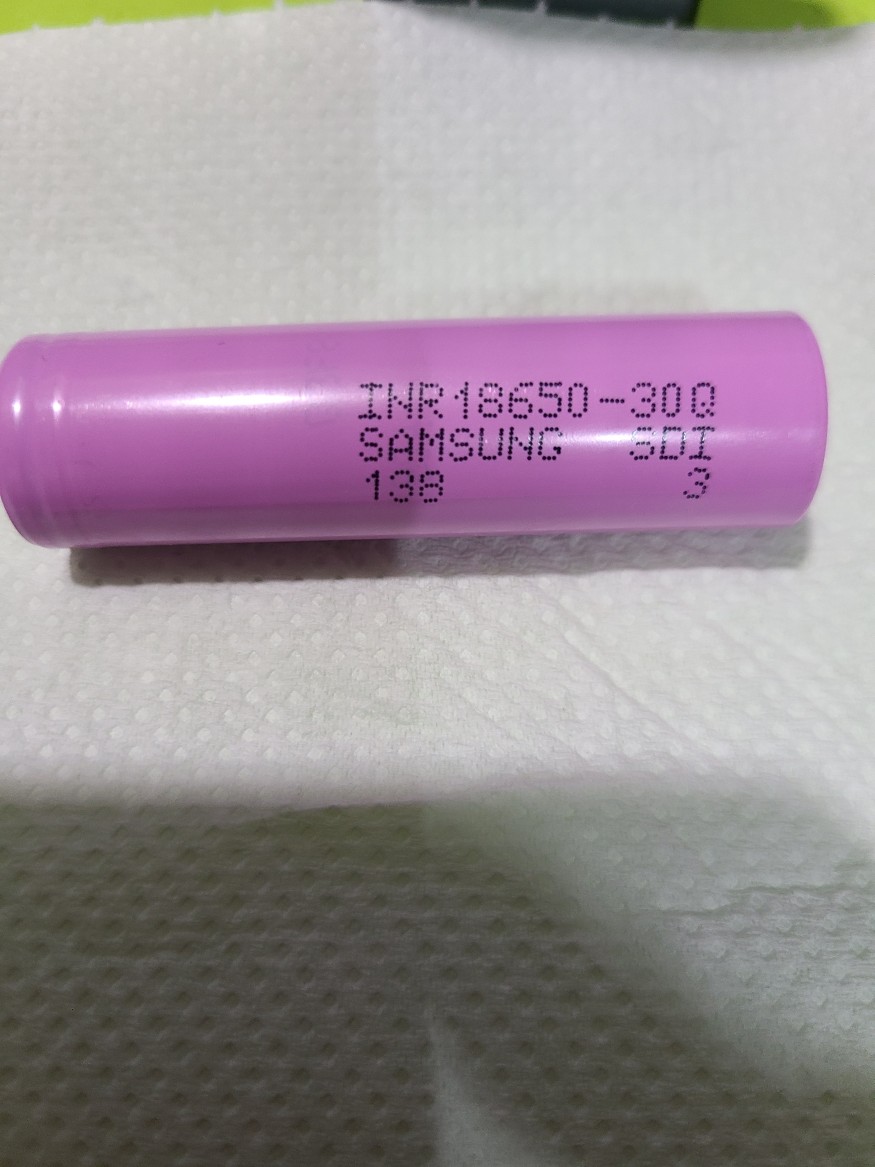 INR18650-30Q
SAMSUNG SDI
138 3